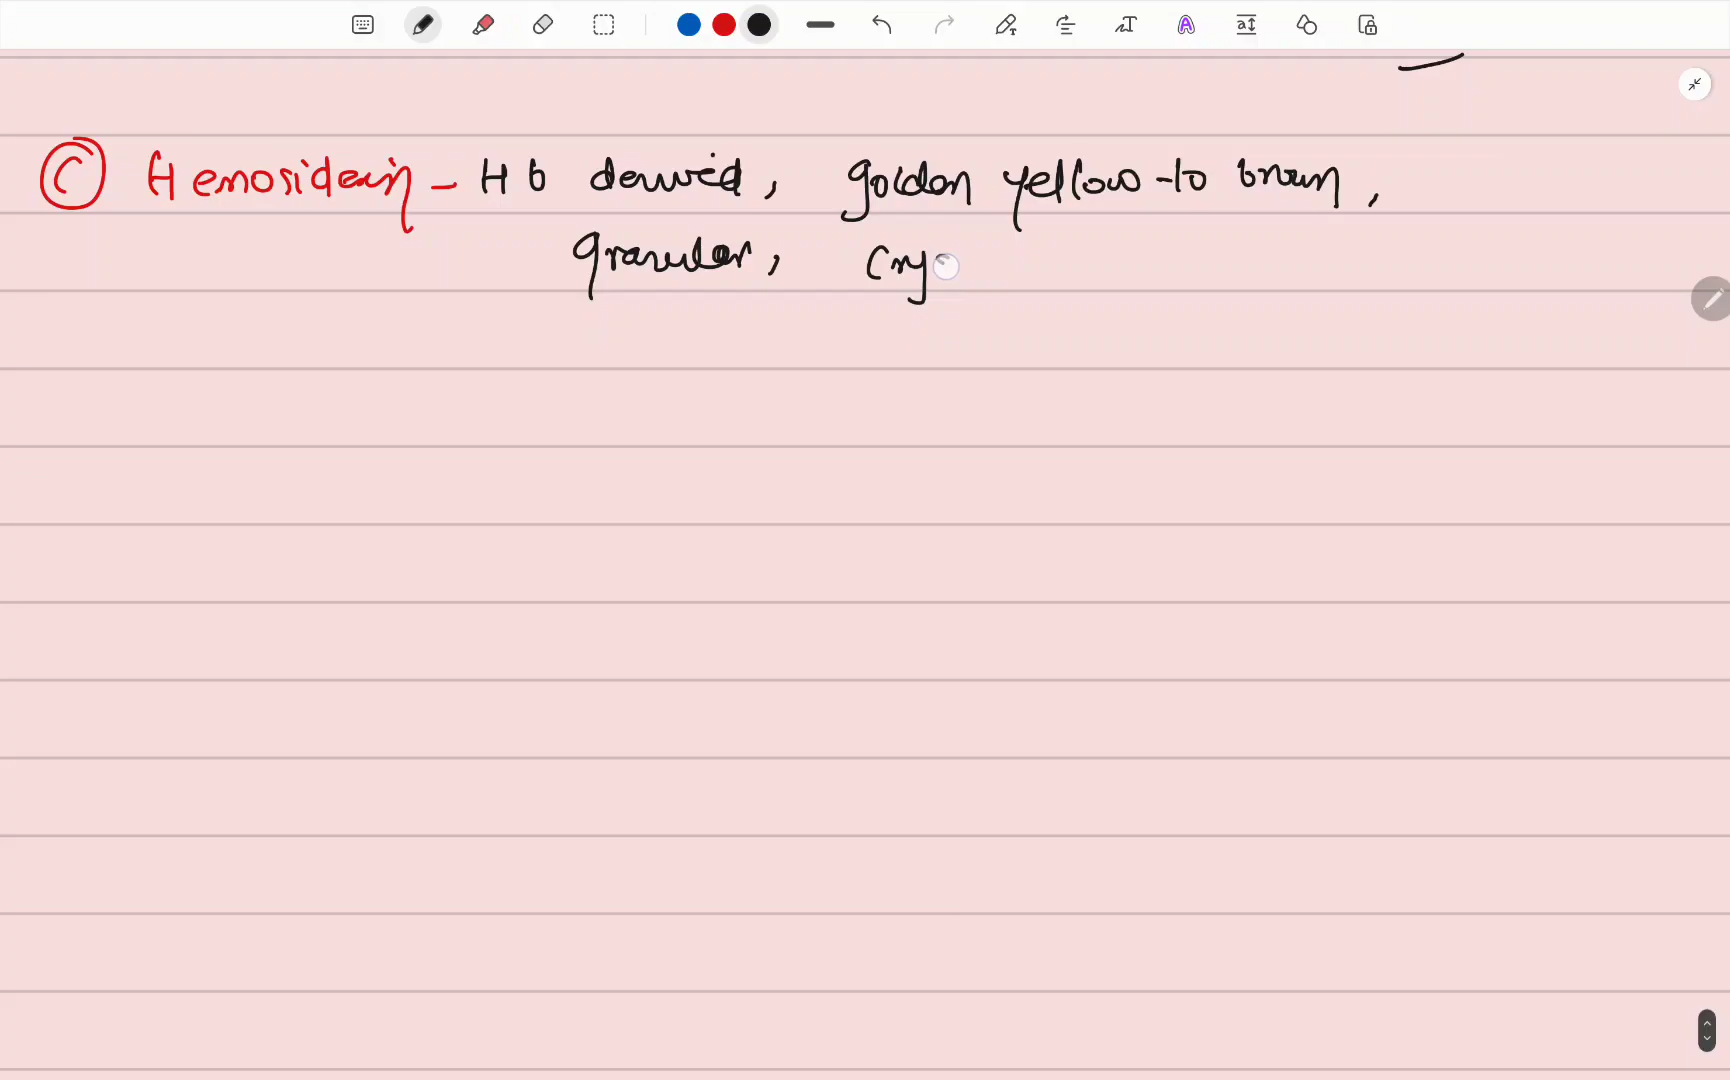 (C) Hemosiderin - Hb derived, golden yellow-to brown,
granular, Cry